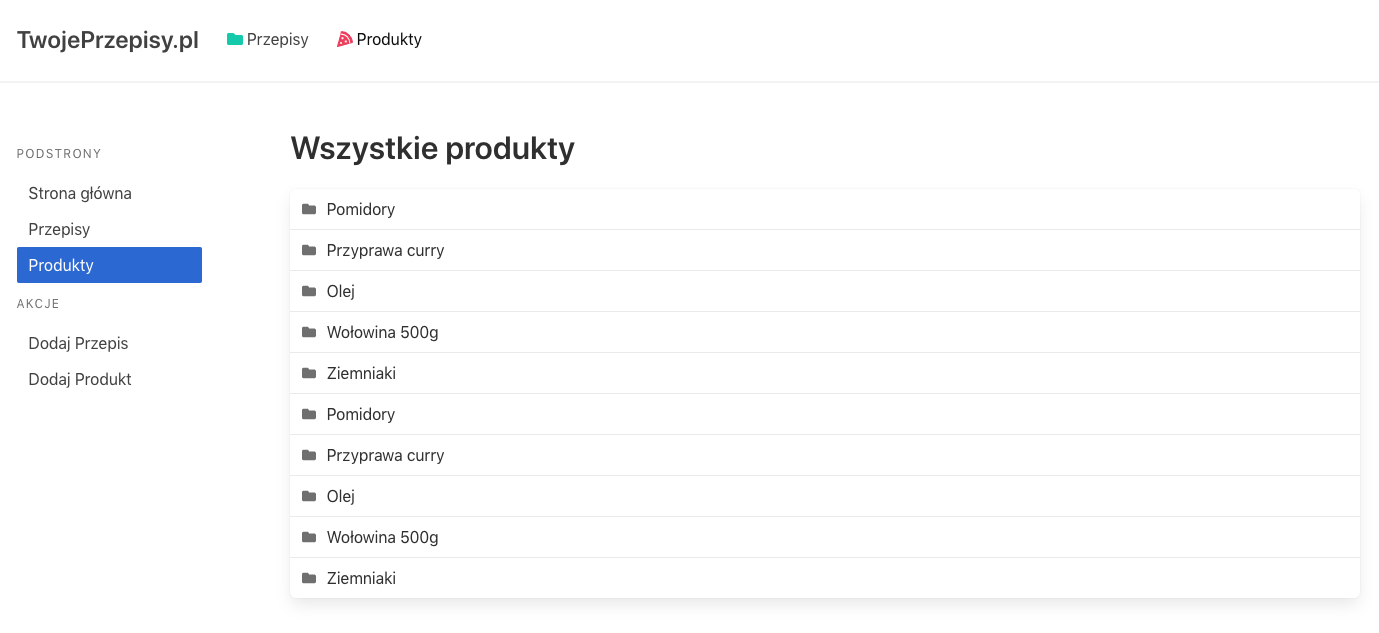 TwojePrzepisy.pl Przepisy Produkty
PODSTRONY
Strona główna
Przepisy
Produkty
AKCJE
Dodaj Przepis
Dodaj Produkt
Wszystkie produkty
Pomidory
Przyprawa curry
Olej
Wołowina 500g
Ziemniaki
Pomidory
Przyprawa curry
Olej
Wołowina 500g
Ziemniaki